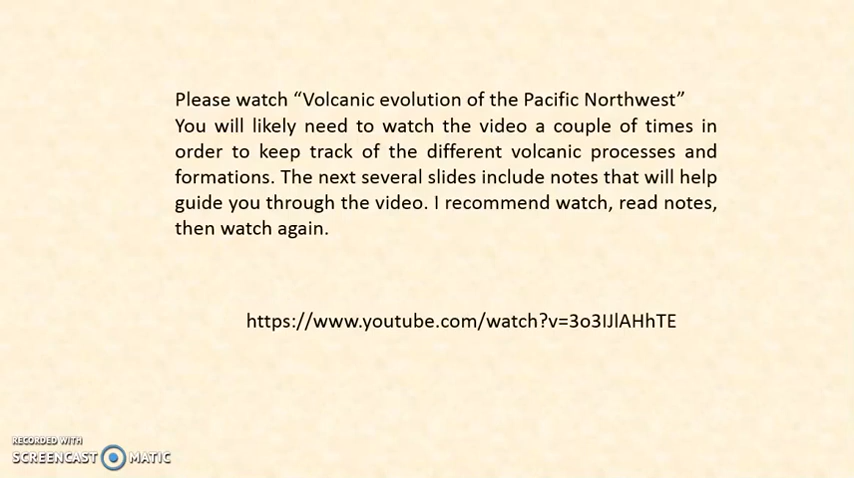 Please watch “Volcanic evolution of the Pacific Northwest”
You will likely need to watch the video a couple of times in
order to keep track of the different volcanic processes and
formations. The next several slides include notes that will help
guide you through the video. I recommend watch, read notes,
then watch again.
https://www.youtube.com/watch?v=3o3IJlAHhTE
RECORDED WITH
SCREENCAST MATIC